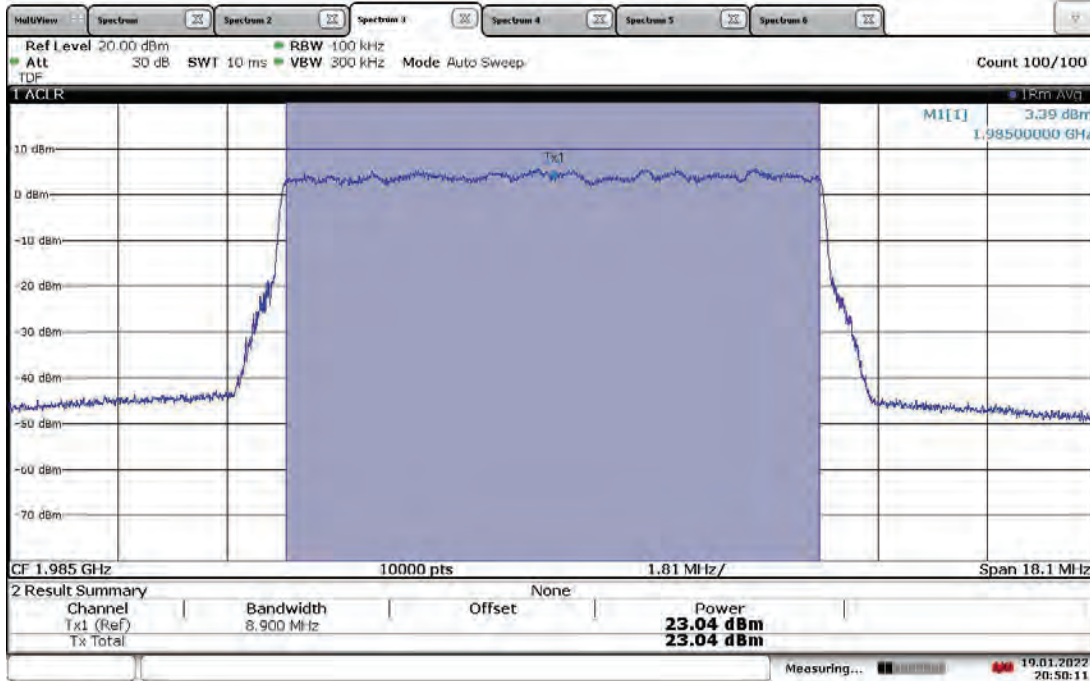 MultiView Spectrum Spectrum 2 Spectrum 3 Spectrum 4 Spectrum 5 Spectrum 6
Ref Level 20.00 dBm RBW 100 kHz
Att 30 dB SWT 10 ms VBW 300 kHz Mode Auto Sweep Count 100/100
TDF
1 ACLR 1Rm Avg
M1[1] 3.39 dBm
1.98500000 GHz
10 dBm
Tx1
0 dBm
-10 dBm
-20 dBm
-30 dBm
-40 dBm
-50 dBm
-60 dBm
-70 dBm
CF 1.985 GHz 10000 pts 1.81 MHz/ Span 18.1 MHz
2 Result Summary None
Channel Bandwidth Offset Power
Tx1 (Ref) 8.900 MHz 23.04 dBm
Tx Total 23.04 dBm
Measuring... 19.01.2022
20:50:11